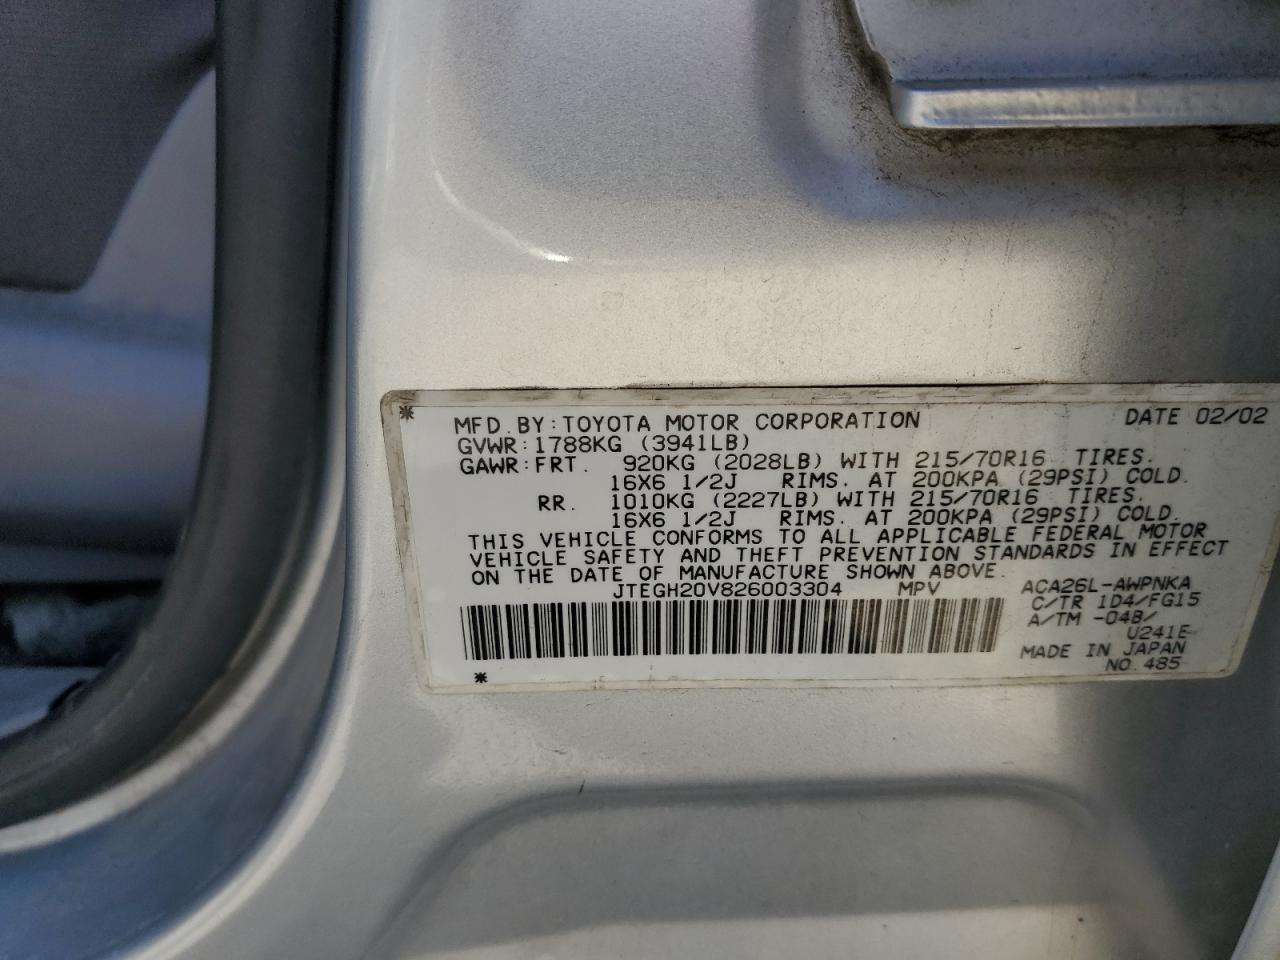 MFD. BY: TOYOTA MOTOR CORPORATION DATE 02/02
GVWR: 1788KG (3941LB)
GAWR: FRT. 920KG (2028LB) WITH 215/70R16 TIRES.
16X6 1/2J RIMS. AT 200KPA (29PSI) COLD.
RR. 1010KG (2227LB) WITH 215/70R16 TIRES.
16X6 1/2J RIMS. AT 200KPA (29PSI) COLD.
THIS VEHICLE CONFORMS TO ALL APPLICABLE FEDERAL MOTOR
VEHICLE SAFETY AND THEFT PREVENTION STANDARDS IN EFFECT
ON THE DATE OF MANUFACTURE SHOWN ABOVE.
JTEGH20V826003304 MPV ACA26L-AWPNKA
C/TR 1D4/FG15
A/TM -04B/
U241E
MADE IN JAPAN
NO. 485